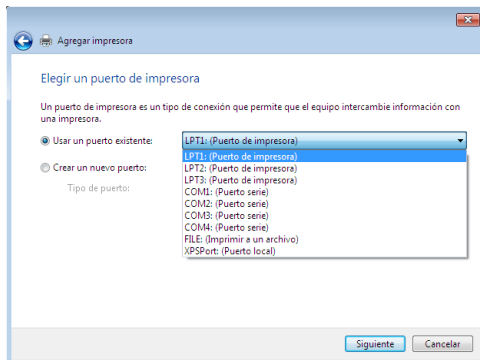 Agregar impresora
Elegir un puerto de impresora
Un puerto de impresora es un tipo de conexión que permite que el equipo intercambie información con
una impresora.
Usar un puerto existente:
LPT1: (Puerto de impresora)
LPT1: (Puerto de impresora)
LPT2: (Puerto de impresora)
LPT3: (Puerto de impresora)
COM1: (Puerto serie)
COM2: (Puerto serie)
COM3: (Puerto serie)
COM4: (Puerto serie)
FILE: (Imprimir a un archivo)
XPSPort: (Puerto local)
Crear un nuevo puerto:
Tipo de puerto:
Siguiente
Cancelar